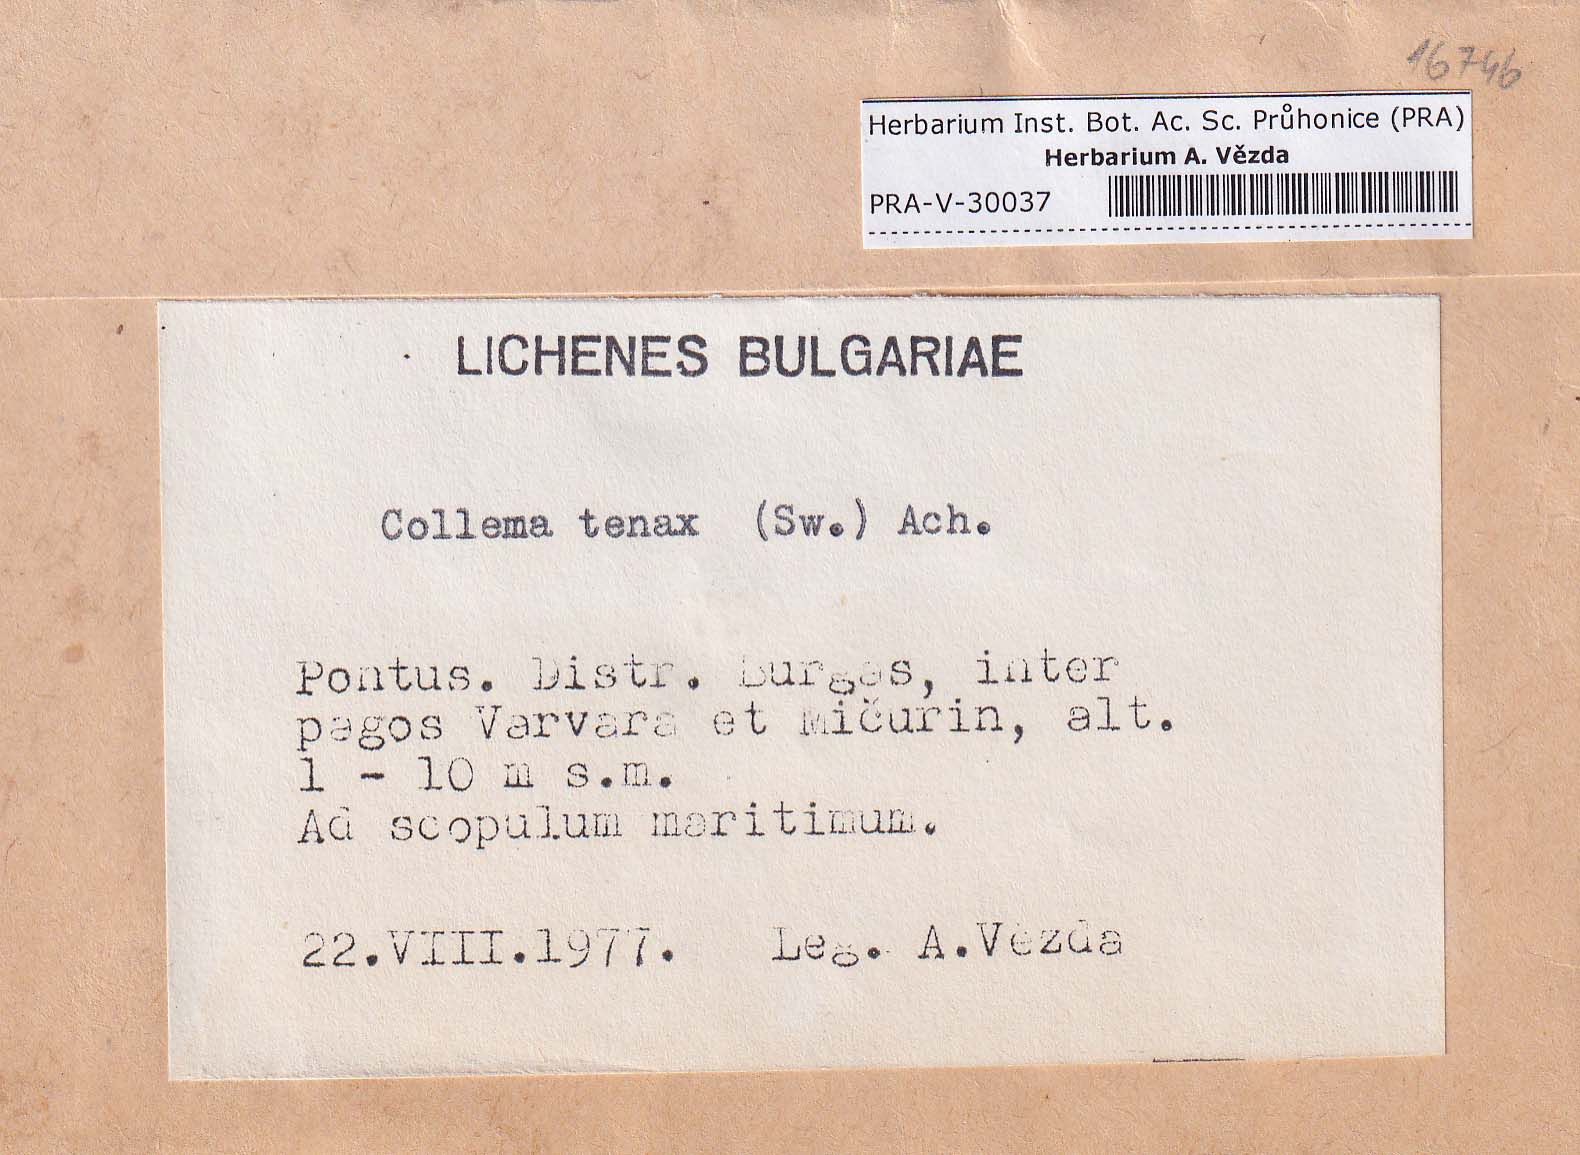 16746
Herbarium Inst. Bot. Ac. Sc. Průhonice (PRA)
Herbarium A. Vězda
PRA-V-30037
LICHENES BULGARIAE
Collema tenax (Sw.) Ach.
Pontus. Distr. Burgas, inter
pagos Varvara et Mičurin, alt.
1 - 10 m s.m.
Ad scopulum maritimum.
22.VIII.1977. Leg. A.Vězda